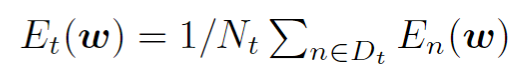 E_t(w) = 1/N_t ∑_{n∈D_t} E_n(w)